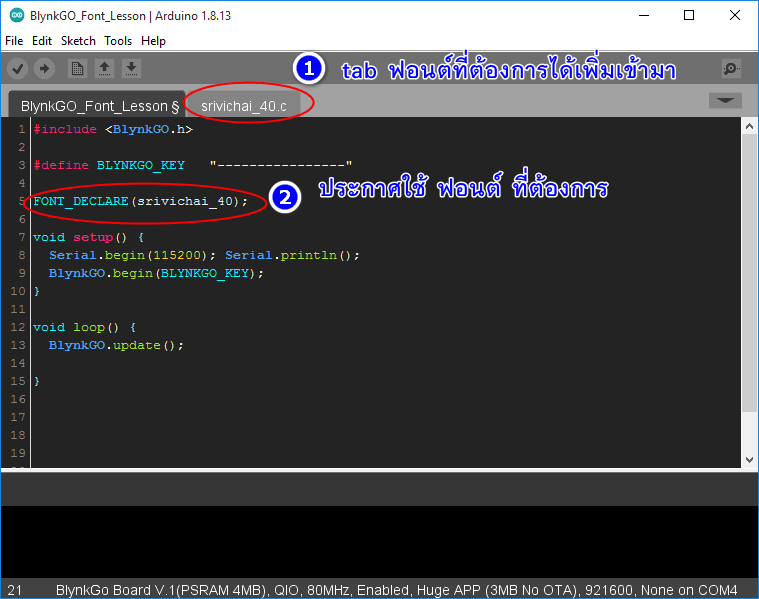 BlynkGO_Font_Lesson | Arduino 1.8.13
File Edit Sketch Tools Help
1 tab ฟอนต์ที่ต้องการได้เพิ่มเข้ามา
BlynkGO_Font_Lesson § srivichai_40.c
1 #include <BlynkGO.h>
2
3 #define BLYNKGO_KEY "----------------"
2 ประกาศใช้ ฟอนต์ ที่ต้องการ
4
5 FONT_DECLARE(srivichai_40);
6
7 void setup() {
8 Serial.begin(115200); Serial.println();
9 BlynkGO.begin(BLYNKGO_KEY);
10 }
11
12 void loop() {
13 BlynkGO.update();
14
15 }
16
17
18
19
21 BlynkGo Board V.1(PSRAM 4MB), QIO, 80MHz, Enabled, Huge APP (3MB No OTA), 921600, None on COM4